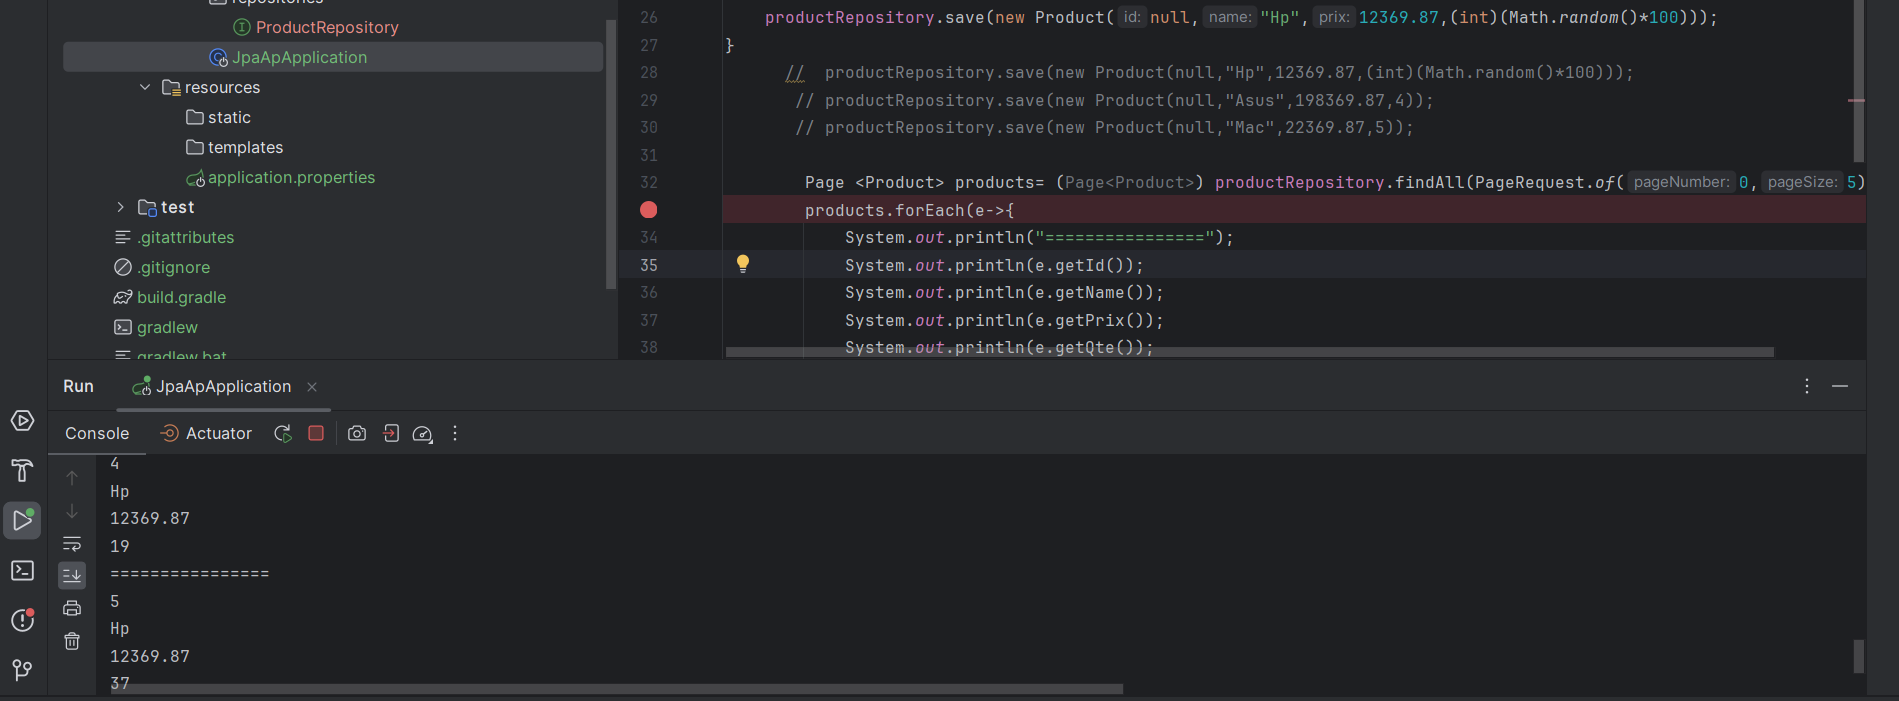 repositories
ProductRepository
JpaApApplication
resources
static
templates
application.properties
test
.gitattributes
.gitignore
build.gradle
gradlew
gradlew.bat
26 productRepository.save(new Product( id: null, name: "Hp", prix: 12369.87,(int)(Math.random()*100)));
27 }
28 //  productRepository.save(new Product(null,"Hp",12369.87,(int)(Math.random()*100)));
29 // productRepository.save(new Product(null,"Asus",198369.87,4));
30 // productRepository.save(new Product(null,"Mac",22369.87,5));
31
32 Page <Product> products= (Page<Product>) productRepository.findAll(PageRequest.of( pageNumber: 0, pageSize: 5)
products.forEach(e->{
34 System.out.println("================");
35 System.out.println(e.getId());
36 System.out.println(e.getName());
37 System.out.println(e.getPrix());
38 System.out.println(e.getQte());
Run JpaApApplication
Console Actuator
4
Hp
12369.87
19
================
5
Hp
12369.87
37